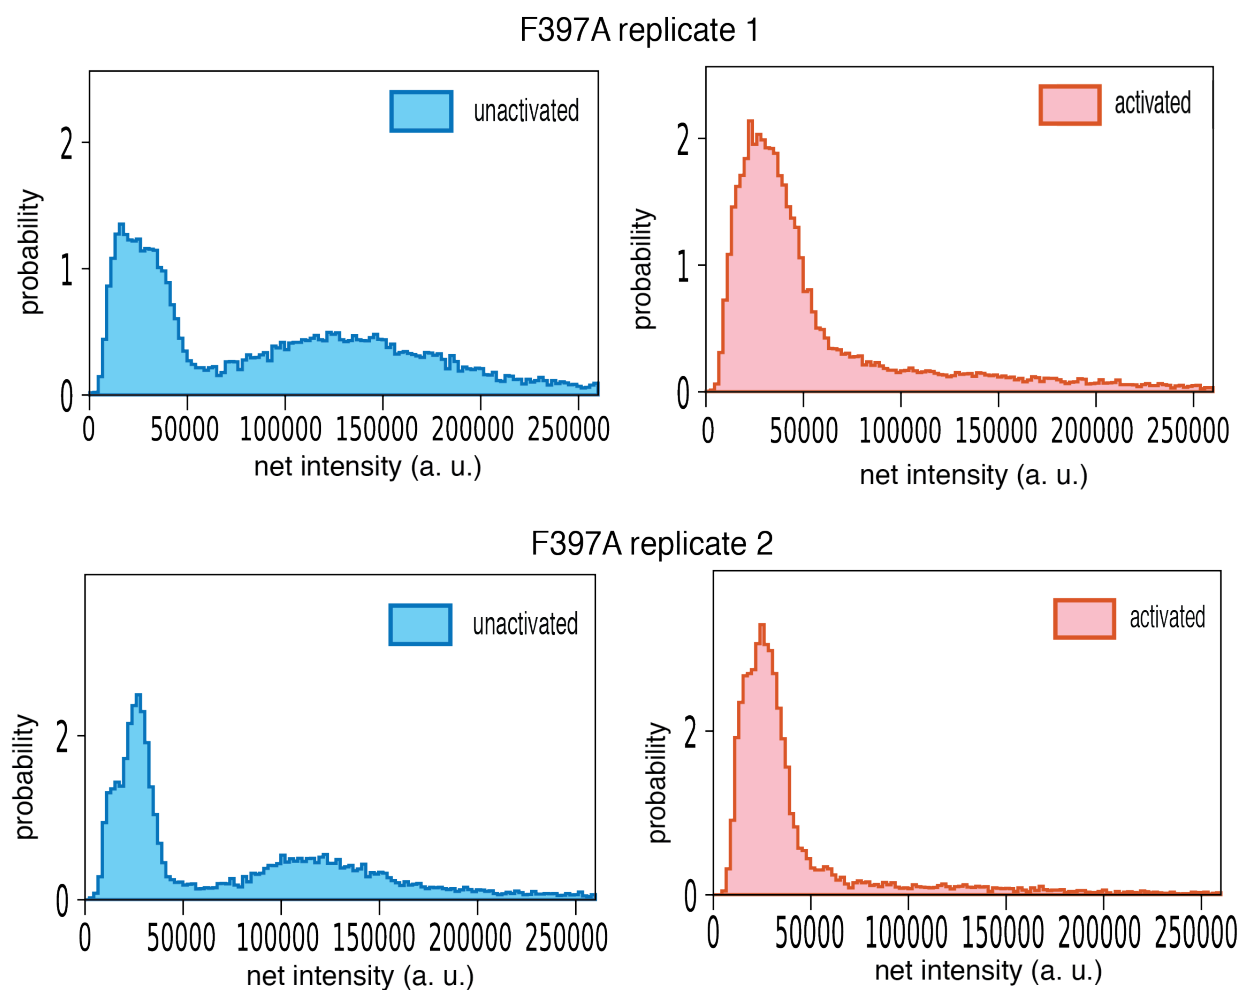 F397A replicate 1
unactivated
activated
2
1
0
probability
0 50000 100000 150000 200000 250000
net intensity (a. u.)
2
1
0
probability
0 50000 100000 150000 200000 250000
net intensity (a. u.)
F397A replicate 2
unactivated
activated
2
0
probability
0 50000 100000 150000 200000 250000
net intensity (a. u.)
2
0
probability
0 50000 100000 150000 200000 250000
net intensity (a. u.)